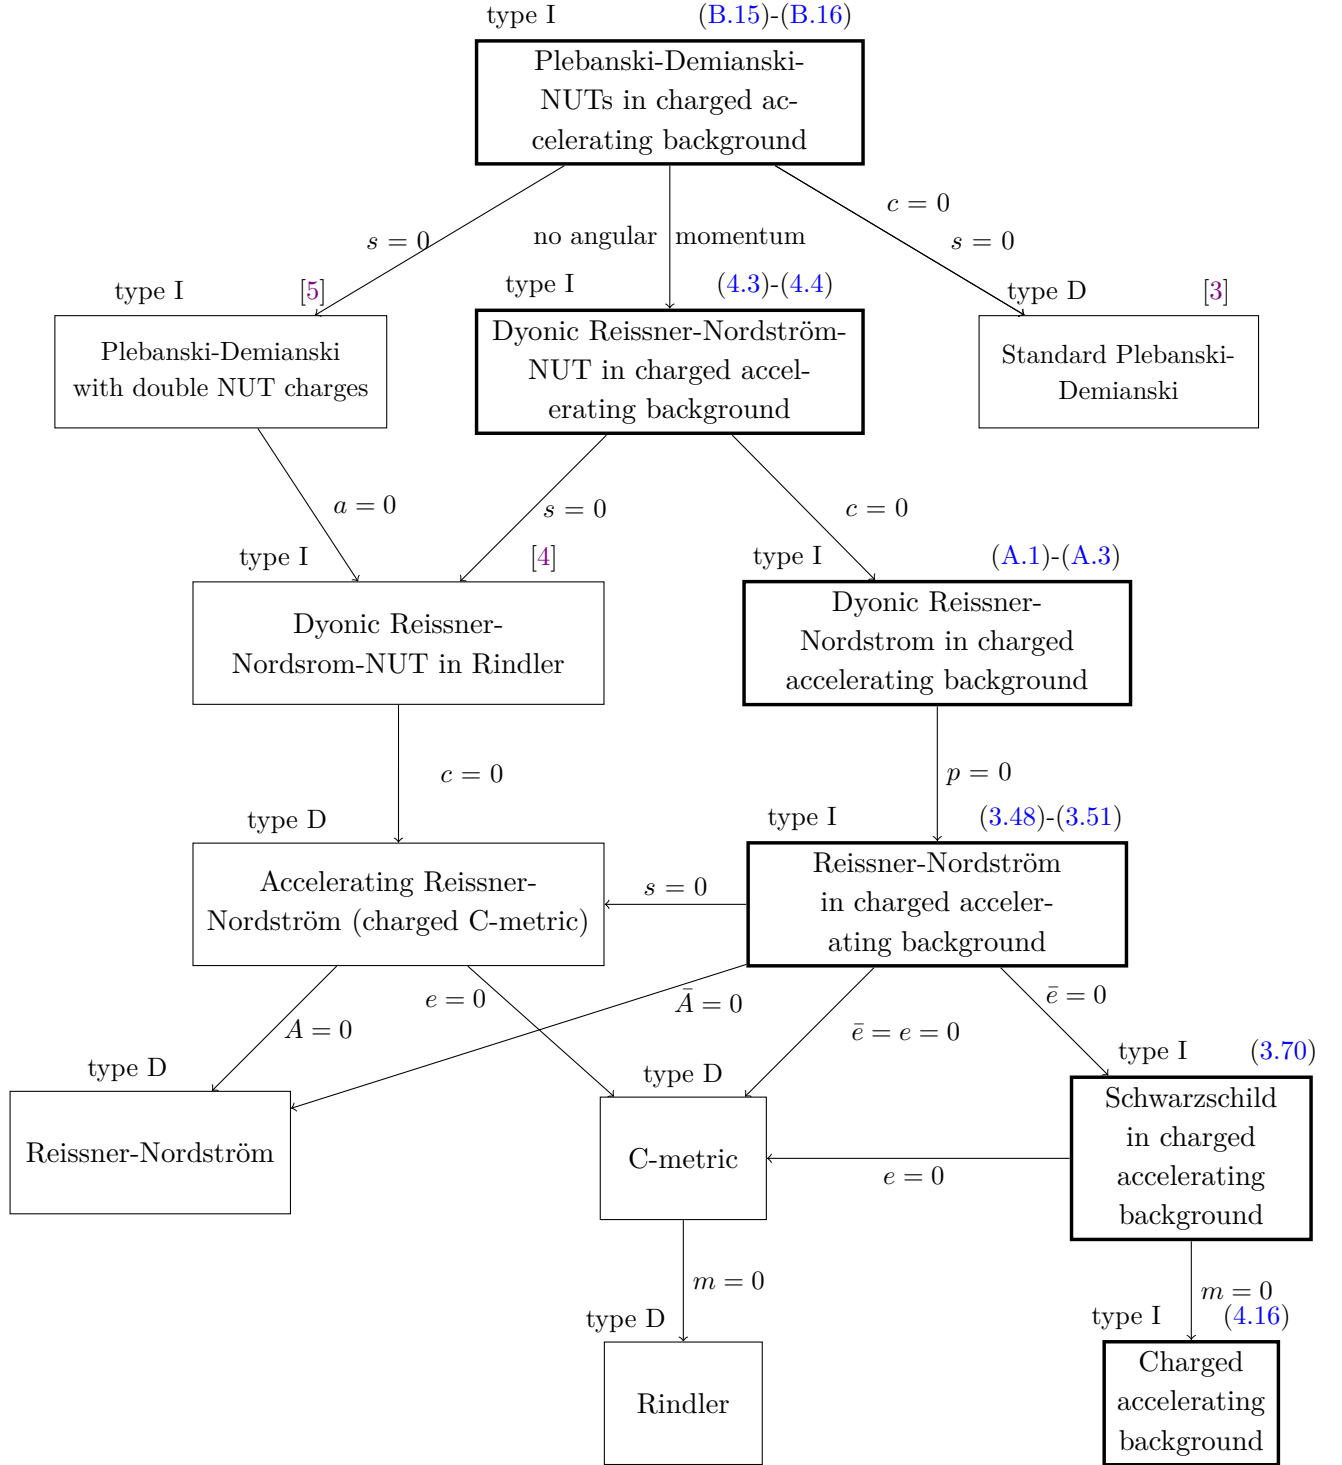 type I (B.15)-(B.16)
Plebanski-Demianski-
NUTs in charged ac-
celerating background
s = 0
no angular momentum
c = 0
s = 0
type I [5]
Plebanski-Demianski
with double NUT charges
type I (4.3)-(4.4)
Dyonic Reissner-Nordström-
NUT in charged accel-
erating background
type D [3]
Standard Plebanski-
Demianski
a = 0
s = 0
c = 0
type I [4]
Dyonic Reissner-
Nordsrom-NUT in Rindler
type I (A.1)-(A.3)
Dyonic Reissner-
Nordstrom in charged
accelerating background
c = 0
p = 0
type D
Accelerating Reissner-
Nordström (charged C-metric)
s = 0
type I (3.48)-(3.51)
Reissner-Nordström
in charged acceler-
ating background
A = 0
e = 0
Ā = 0
ē = e = 0
ē = 0
type D
Reissner-Nordström
type D
C-metric
e = 0
type I (3.70)
Schwarzschild
in charged
accelerating
background
m = 0
m = 0
type D
Rindler
type I (4.16)
Charged
accelerating
background